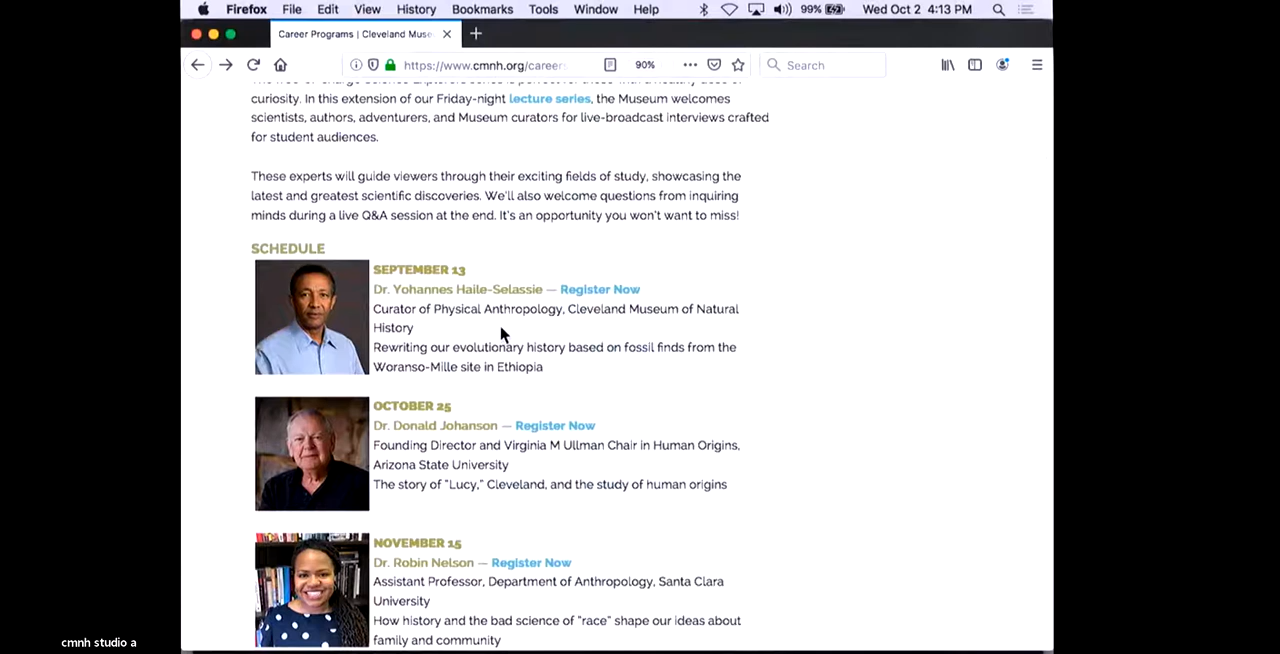 Firefox File Edit View History Bookmarks Tools Window Help 99% Wed Oct 2 4:13 PM
Career Programs | Cleveland Muse
https://www.cmnh.org/career 90% Search
curiosity. In this extension of our Friday-night lecture series, the Museum welcomes
scientists, authors, adventurers, and Museum curators for live-broadcast interviews crafted
for student audiences.
These experts will guide viewers through their exciting fields of study, showcasing the
latest and greatest scientific discoveries. We'll also welcome questions from inquiring
minds during a live Q&A session at the end. It's an opportunity you won't want to miss!
SCHEDULE
SEPTEMBER 13
Dr. Yohannes Haile-Selassie — Register Now
Curator of Physical Anthropology, Cleveland Museum of Natural
History
Rewriting our evolutionary history based on fossil finds from the
Woranso-Mille site in Ethiopia
OCTOBER 25
Dr. Donald Johanson — Register Now
Founding Director and Virginia M Ullman Chair in Human Origins,
Arizona State University
The story of "Lucy," Cleveland, and the study of human origins
NOVEMBER 15
Dr. Robin Nelson — Register Now
Assistant Professor, Department of Anthropology, Santa Clara
University
How history and the bad science of "race" shape our ideas about
family and community
cmnh studio a